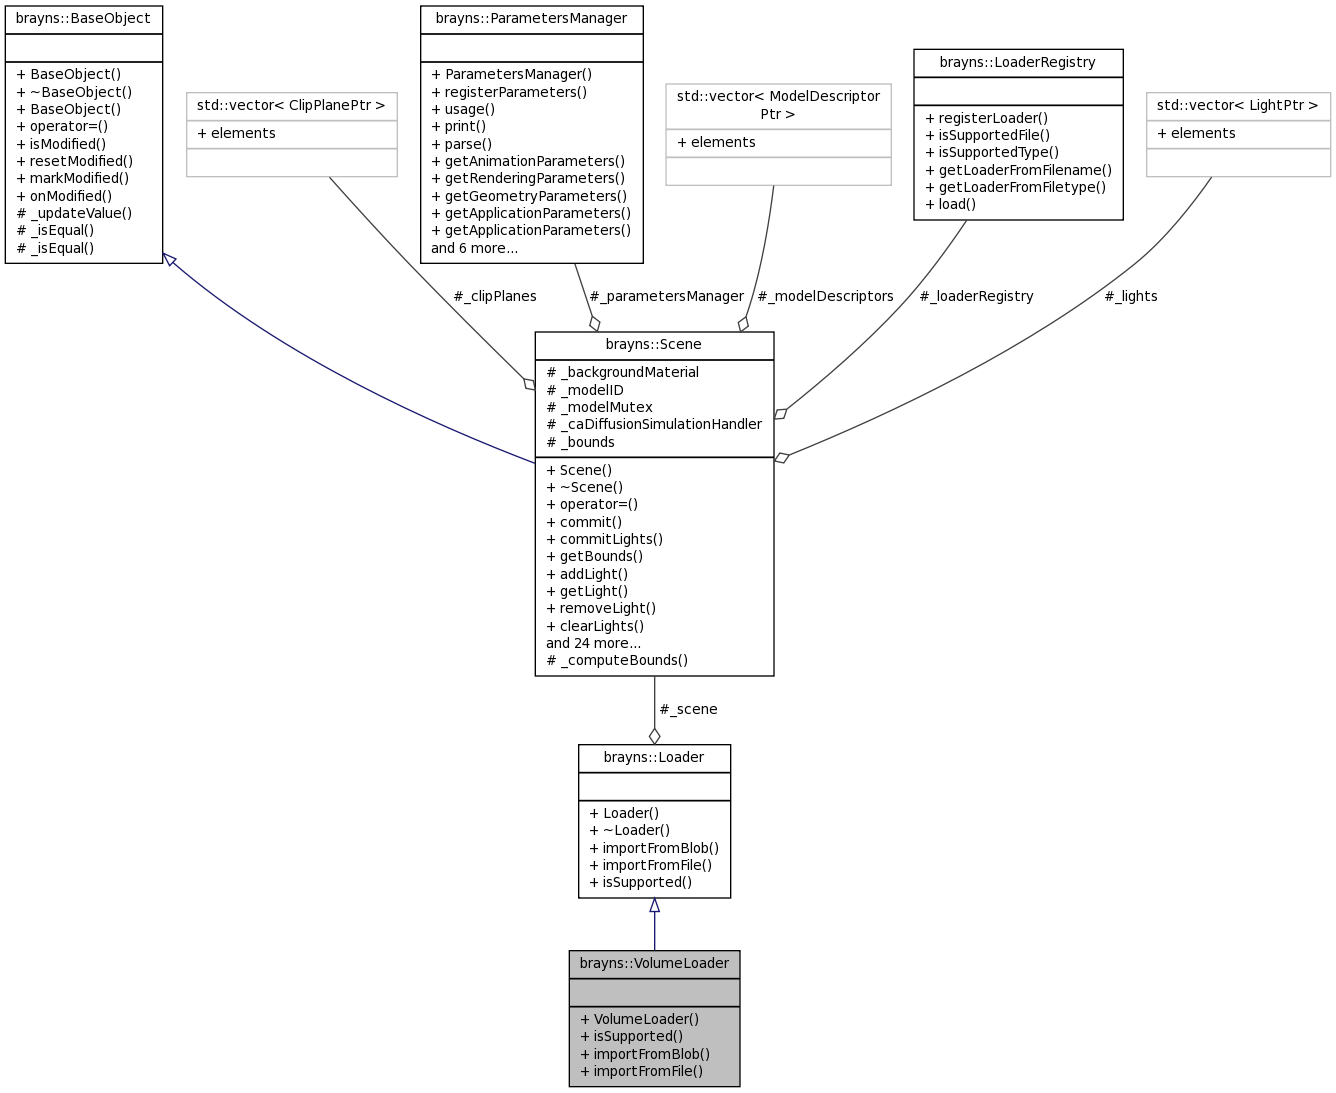 brayns::BaseObject
+ BaseObject()
+ ~BaseObject()
+ BaseObject()
+ operator=()
+ isModified()
+ resetModified()
+ markModified()
+ onModified()
# _updateValue()
# _isEqual()
# _isEqual()
std::vector< ClipPlanePtr >
+ elements
brayns::ParametersManager
+ ParametersManager()
+ registerParameters()
+ usage()
+ print()
+ parse()
+ getAnimationParameters()
+ getRenderingParameters()
+ getGeometryParameters()
+ getApplicationParameters()
+ getApplicationParameters()
and 6 more...
std::vector< ModelDescriptor
Ptr >
+ elements
brayns::LoaderRegistry
+ registerLoader()
+ isSupportedFile()
+ isSupportedType()
+ getLoaderFromFilename()
+ getLoaderFromFiletype()
+ load()
std::vector< LightPtr >
+ elements
#_clipPlanes
#_parametersManager
#_modelDescriptors
#_loaderRegistry
#_lights
brayns::Scene
# _backgroundMaterial
# _modelID
# _modelMutex
# _caDiffusionSimulationHandler
# _bounds
+ Scene()
+ ~Scene()
+ operator=()
+ commit()
+ commitLights()
+ getBounds()
+ addLight()
+ getLight()
+ removeLight()
+ clearLights()
and 24 more...
# _computeBounds()
#_scene
brayns::Loader
+ Loader()
+ ~Loader()
+ importFromBlob()
+ importFromFile()
+ isSupported()
brayns::VolumeLoader
+ VolumeLoader()
+ isSupported()
+ importFromBlob()
+ importFromFile()